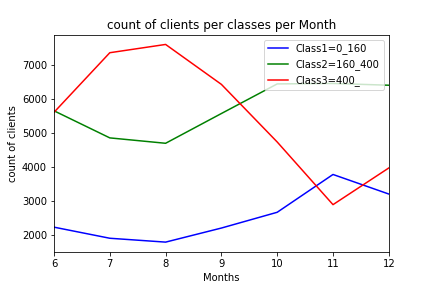 count of clients per classes per Month
Class1=0_160
Class2=160_400
Class3=400_
7000
6000
5000
4000
3000
2000
count of clients
6 7 8 9 10 11 12
Months